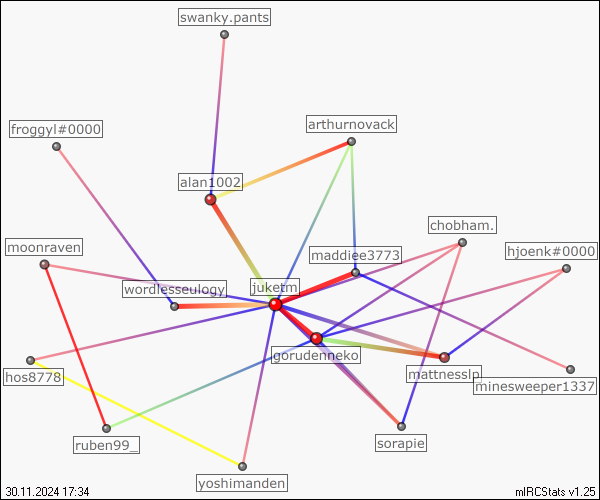 swanky.pants
froggyl#0000
arthurnovack
alan1002
chobham.
moonraven
maddiee3773
hjoenk#0000
wordlesseulogy
juketm
gorudenneko
hos8778
mattnesslp
minesweeper1337
ruben99_
sorapie
yoshimanden
30.11.2024 17:34
mIRCStats v1.25